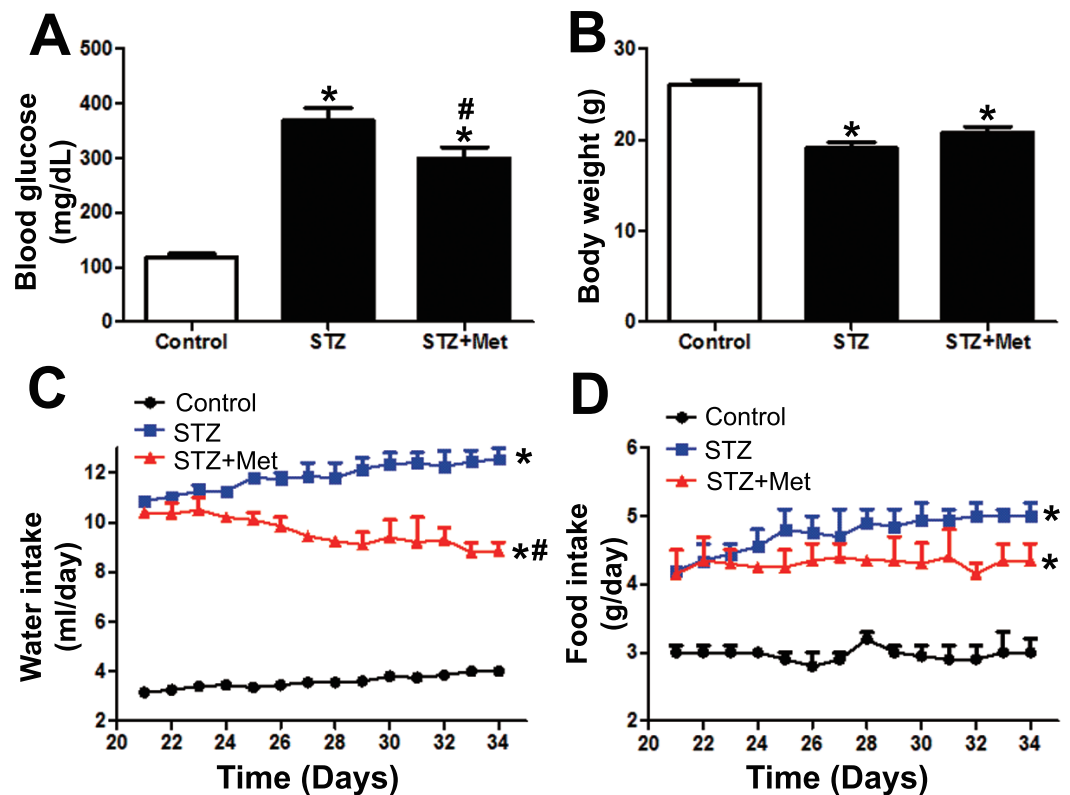 A
Blood glucose
(mg/dL)
500
400
300
200
100
0
*
#
*
Control
STZ
STZ+Met
B
Body weight (g)
30
20
10
0
*
*
Control
STZ
STZ+Met
C
Control
STZ
STZ+Met
Water intake
(ml/day)
12
10
8
6
4
2
*
*#
20
22
24
26
28
30
32
34
Time (Days)
D
Control
STZ
STZ+Met
Food intake
(g/day)
6
5
4
3
2
*
*
20
22
24
26
28
30
32
34
Time (Days)